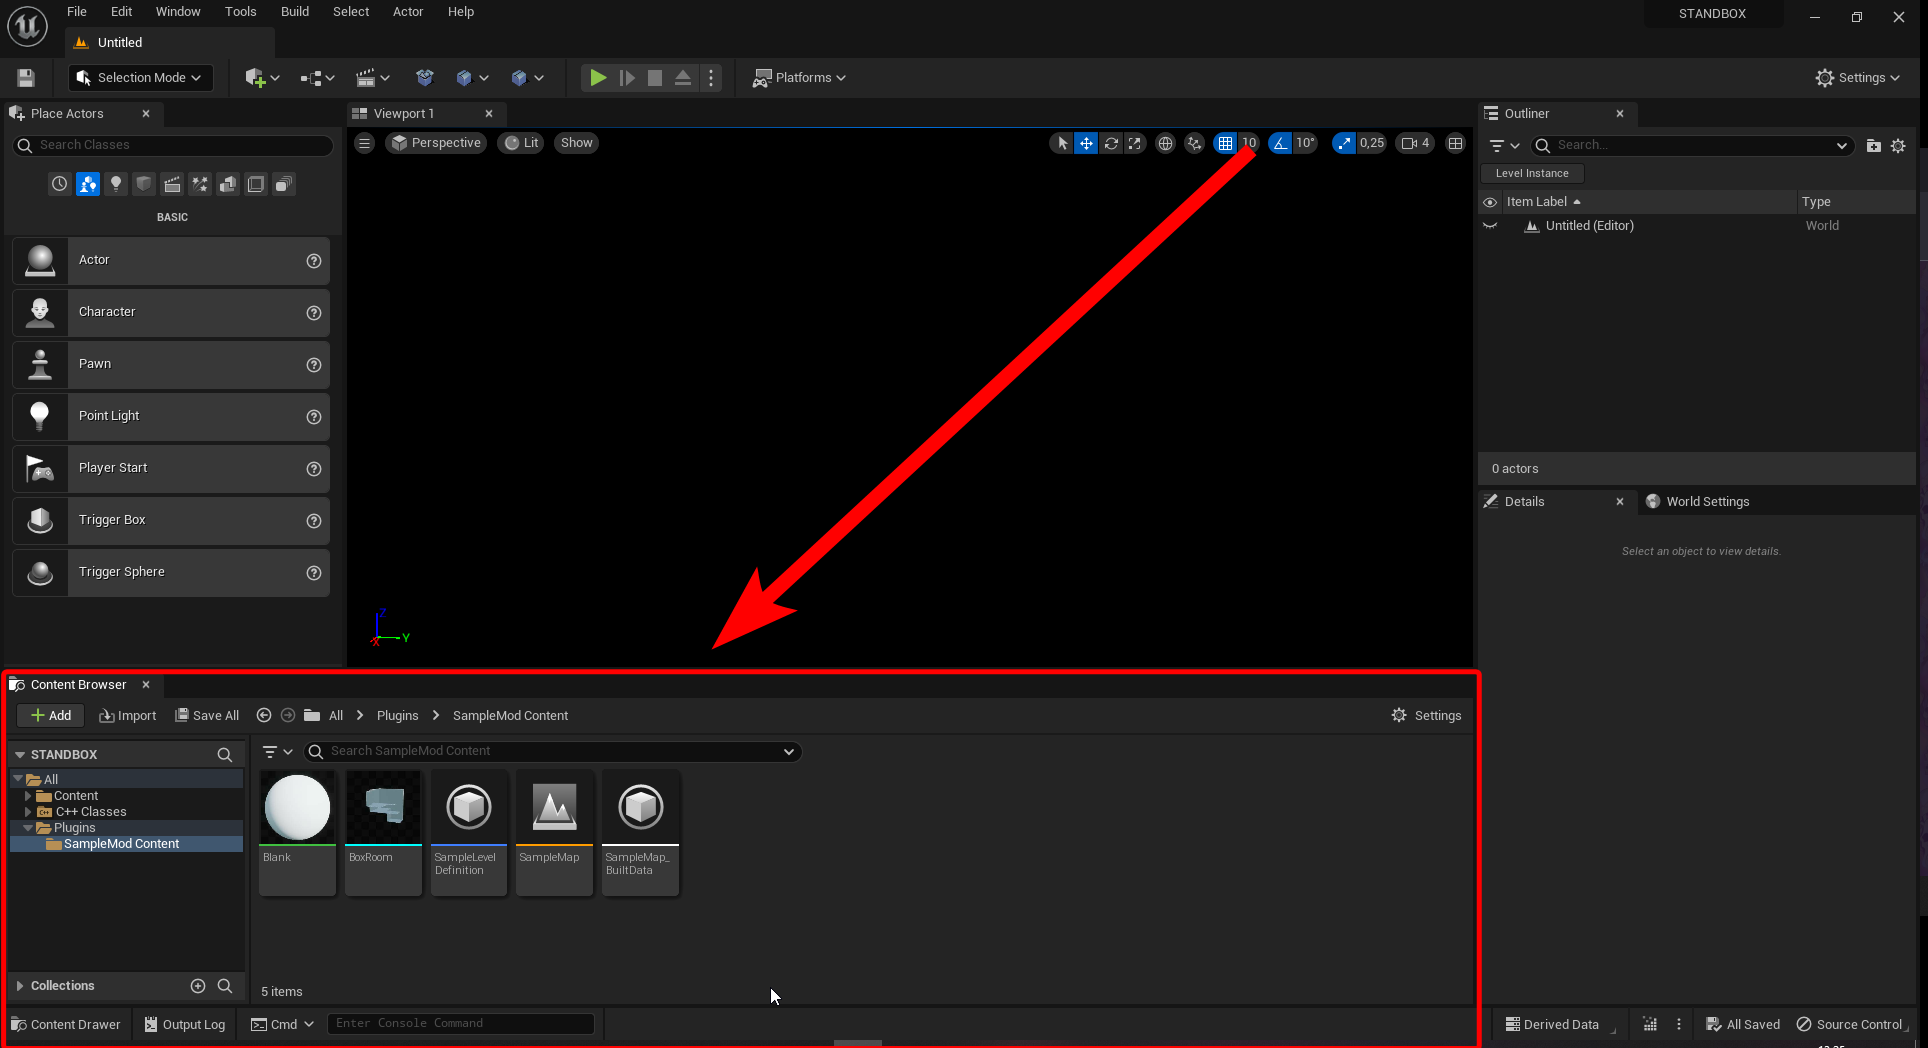 File Edit Window Tools Build Select Actor Help
STANDBOX
Untitled
Selection Mode
Platforms
Settings
Place Actors
Search Classes
BASIC
Actor
Character
Pawn
Point Light
Player Start
Trigger Box
Trigger Sphere
Viewport 1
Perspective Lit Show
10 10° 0,25 4
Z
Y
X
Outliner
Search...
Level Instance
Item Label Type
Untitled (Editor) World
0 actors
Details World Settings
Select an object to view details.
Content Browser
Add Import Save All All Plugins SampleMod Content Settings
STANDBOX
All
Content
C++ Classes
Plugins
SampleMod Content
Collections
Search SampleMod Content
Blank
BoxRoom
SampleLevel
Definition
SampleMap
SampleMap_
BuiltData
5 items
Content Drawer Output Log Cmd Enter Console Command
Derived Data All Saved Source Control